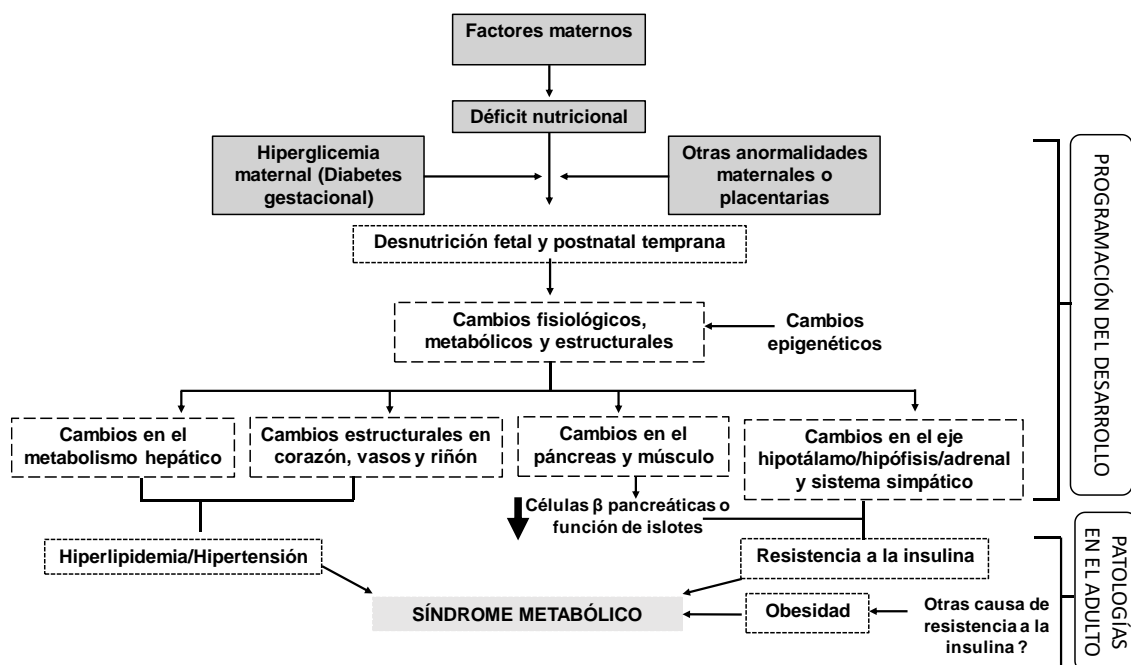 Factores maternos
Déficit nutricional
Hiperglicemia
maternal (Diabetes
gestacional)
Otras anormalidades
maternales o
placentarias
Desnutrición fetal y postnatal temprana
Cambios fisiológicos,
metabólicos y estructurales
Cambios
epigenéticos
Cambios en el
metabolismo hepático
Cambios estructurales en
corazón, vasos y riñón
Cambios en el
páncreas y músculo
Cambios en el eje
hipotálamo/hipófisis/adrenal
y sistema simpático
Células β pancreáticas o
función de islotes
Hiperlipidemia/Hipertensión
Resistencia a la insulina
SÍNDROME METABÓLICO
Obesidad
Otras causa de
resistencia a la
insulina ?
PROGRAMACIÓN DEL DESARROLLO
PATOLOGÍAS
EN EL ADULTO